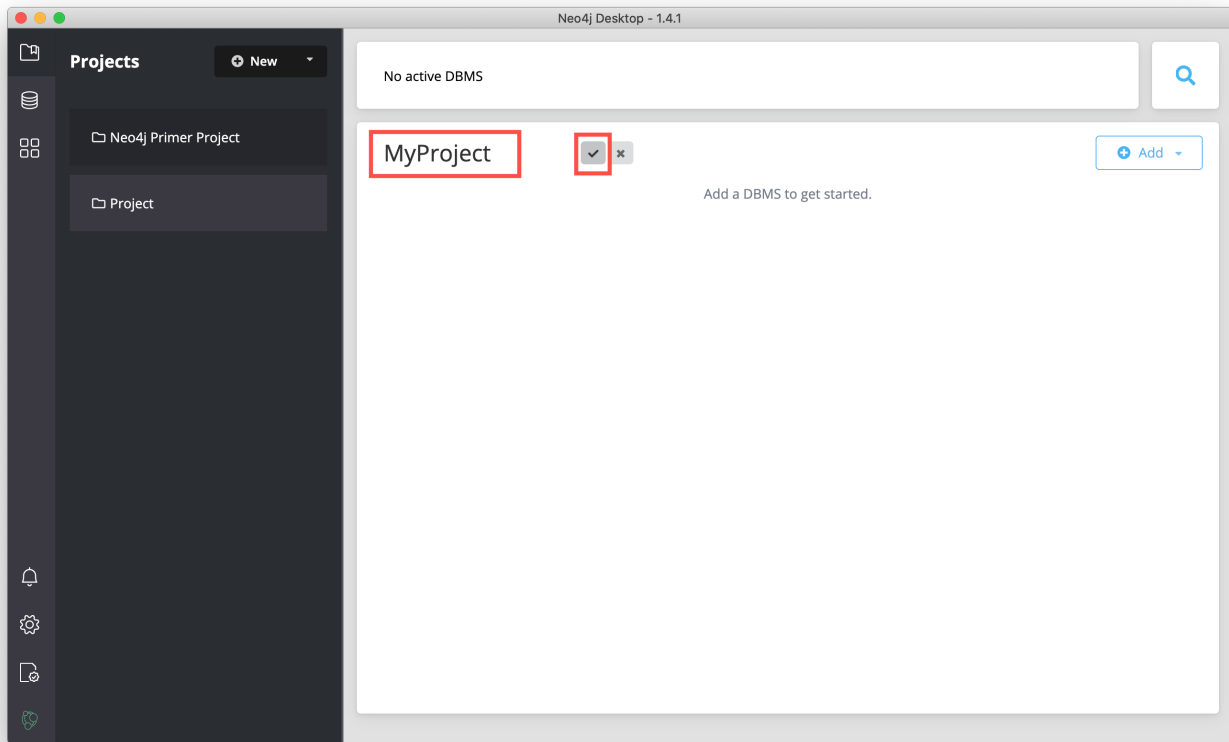 Neo4j Desktop - 1.4.1
Projects
New
Neo4j Primer Project
Project
No active DBMS
MyProject
Add
Add a DBMS to get started.